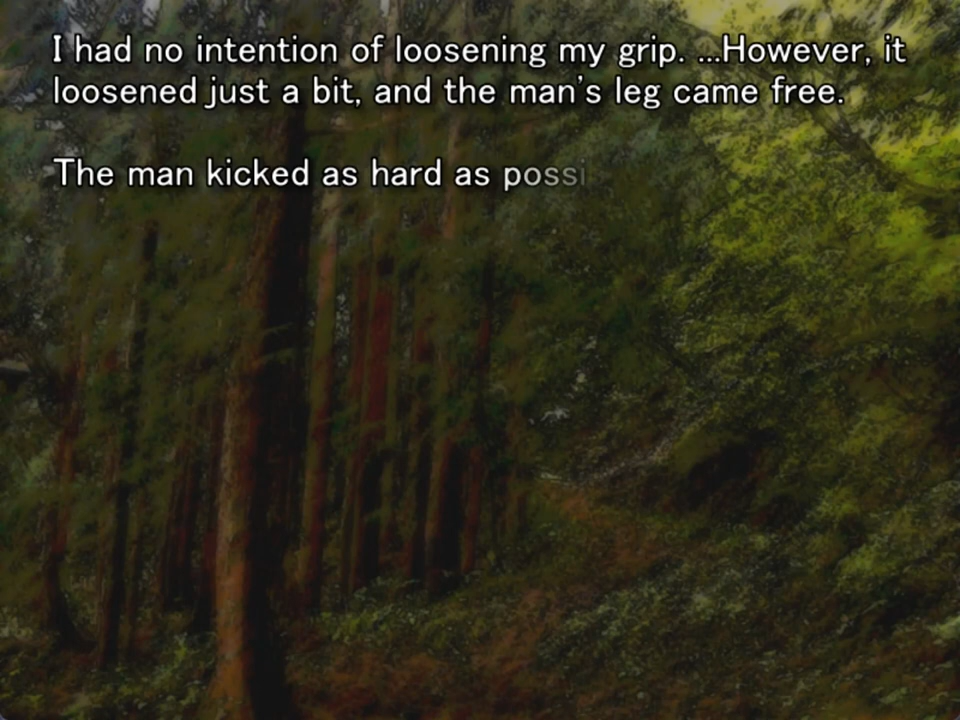 I had no intention of loosening my grip. ...However, it
loosened just a bit, and the man's leg came free.
The man kicked as hard as possi